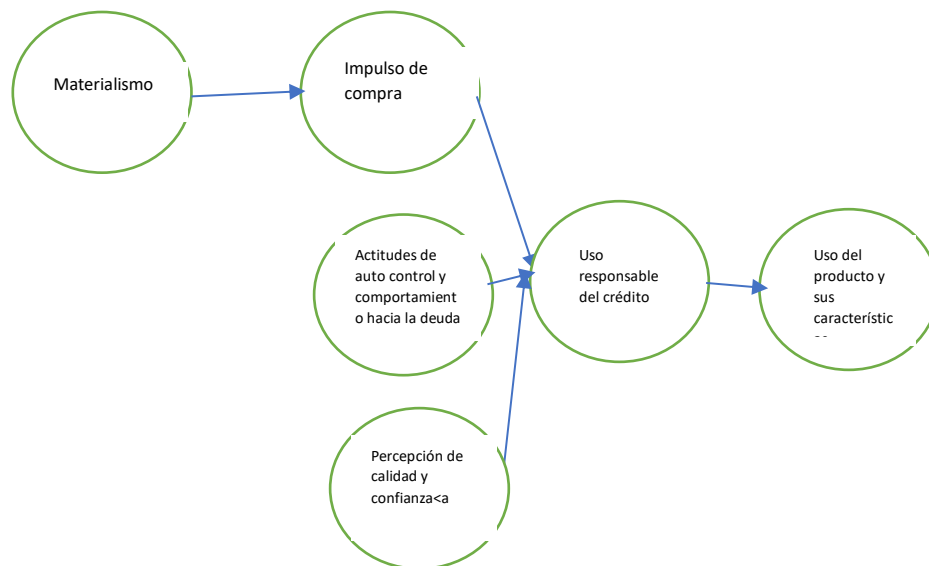 Materialismo
Impulso de
compra
Actitudes de
auto control y
comportamient
o hacia la deuda
Uso
responsable
del crédito
Uso del
producto y
sus
característic
Percepción de
calidad y
confianza<a